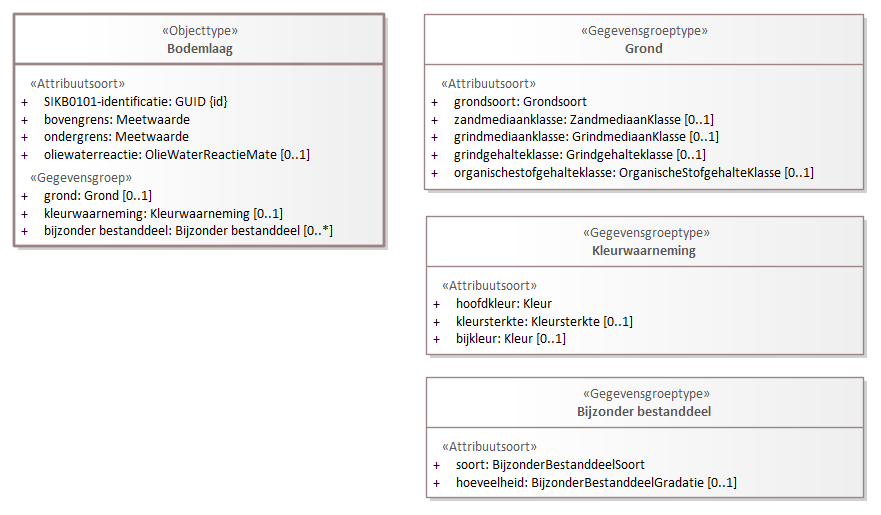 «Objecttype»
Bodemlaag
«Attribuutsoort»
+ SIKB0101-identificatie: GUID {id}
+ bovengrens: Meetwaarde
+ ondergrens: Meetwaarde
+ oliewaterreactie: OlieWaterReactieMate [0..1]
«Gegevensgroep»
+ grond: Grond [0..1]
+ kleurwaarneming: Kleurwaarneming [0..1]
+ bijzonder bestanddeel: Bijzonder bestanddeel [0..*]
«Gegevensgroeptype»
Grond
«Attribuutsoort»
+ grondsoort: Grondsoort
+ zandmediaanklasse: ZandmediaanKlasse [0..1]
+ grindmediaanklasse: GrindmediaanKlasse [0..1]
+ grindgehalteklasse: Grindgehalteklasse [0..1]
+ organischestofgehalteklasse: OrganischeStofgehalteKlasse [0..1]
«Gegevensgroeptype»
Kleurwaarneming
«Attribuutsoort»
+ hoofdkleur: Kleur
+ kleursterkte: Kleursterkte [0..1]
+ bijkleur: Kleur [0..1]
«Gegevensgroeptype»
Bijzonder bestanddeel
«Attribuutsoort»
+ soort: BijzonderBestanddeelSoort
+ hoeveelheid: BijzonderBestanddeelGradatie [0..1]